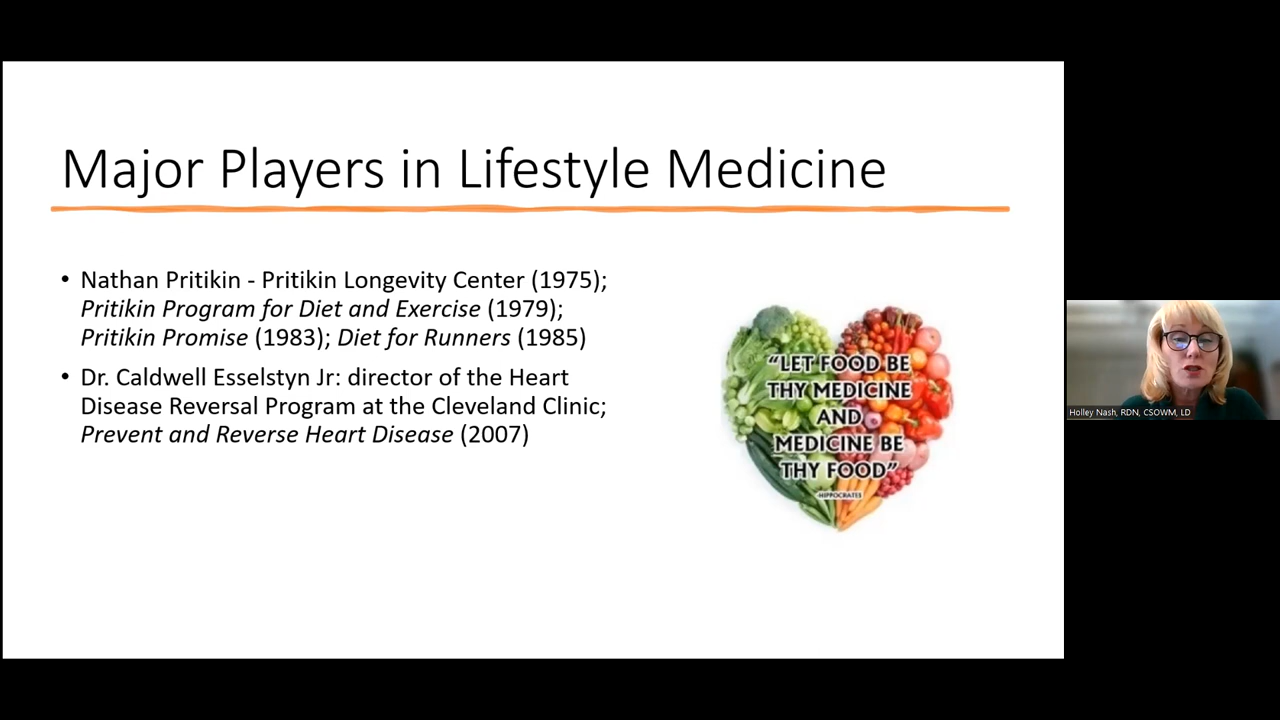 Major Players in Lifestyle Medicine
• Nathan Pritikin - Pritikin Longevity Center (1975);
Pritikin Program for Diet and Exercise (1979);
Pritikin Promise (1983); Diet for Runners (1985)
• Dr. Caldwell Esselstyn Jr: director of the Heart
Disease Reversal Program at the Cleveland Clinic;
Prevent and Reverse Heart Disease (2007)
“LET FOOD BE
THY MEDICINE
AND
MEDICINE BE
THY FOOD”
-HIPPOCRATES
Holley Nash, RDN, CSOWM, LD